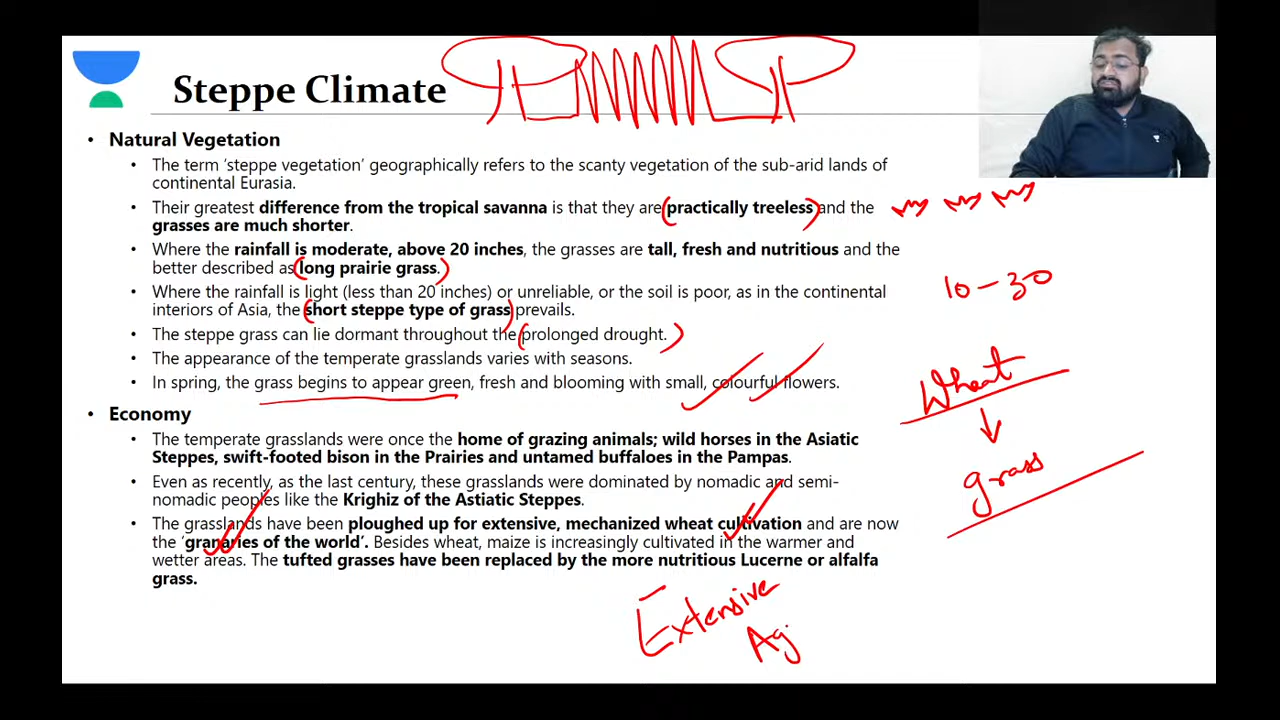 Steppe Climate
• Natural Vegetation
• The term ‘steppe vegetation’ geographically refers to the scanty vegetation of the sub-arid lands of
continental Eurasia.
• Their greatest difference from the tropical savanna is that they are (practically treeless) and the
grasses are much shorter.
• Where the rainfall is moderate, above 20 inches, the grasses are tall, fresh and nutritious and the
better described as (long prairie grass.)
• Where the rainfall is light (less than 20 inches) or unreliable, or the soil is poor, as in the continental
interiors of Asia, the (short steppe type of grass) prevails.
• The steppe grass can lie dormant throughout the (prolonged drought.)
• The appearance of the temperate grasslands varies with seasons.
• In spring, the grass begins to appear green, fresh and blooming with small, colourful flowers.
• Economy
• The temperate grasslands were once the home of grazing animals; wild horses in the Asiatic
Steppes, swift-footed bison in the Prairies and untamed buffaloes in the Pampas.
• Even as recently, as the last century, these grasslands were dominated by nomadic and semi-
nomadic peoples like the Krighiz of the Astiatic Steppes.
• The grasslands have been ploughed up for extensive, mechanized wheat cultivation and are now
the ‘granaries of the world’. Besides wheat, maize is increasingly cultivated in the warmer and
wetter areas. The tufted grasses have been replaced by the more nutritious Lucerne or alfalfa
grass.
10 - 30
Wheat
grass
Extensive
Ag